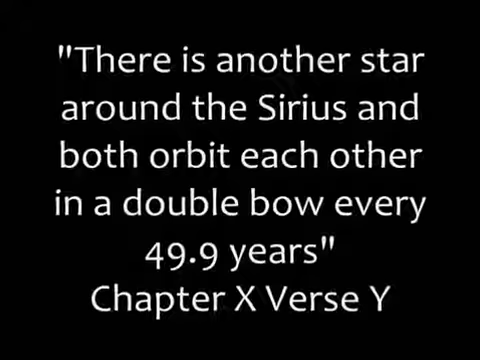 "There is another star
around the Sirius and
both orbit each other
in a double bow every
49.9 years"
Chapter X Verse Y